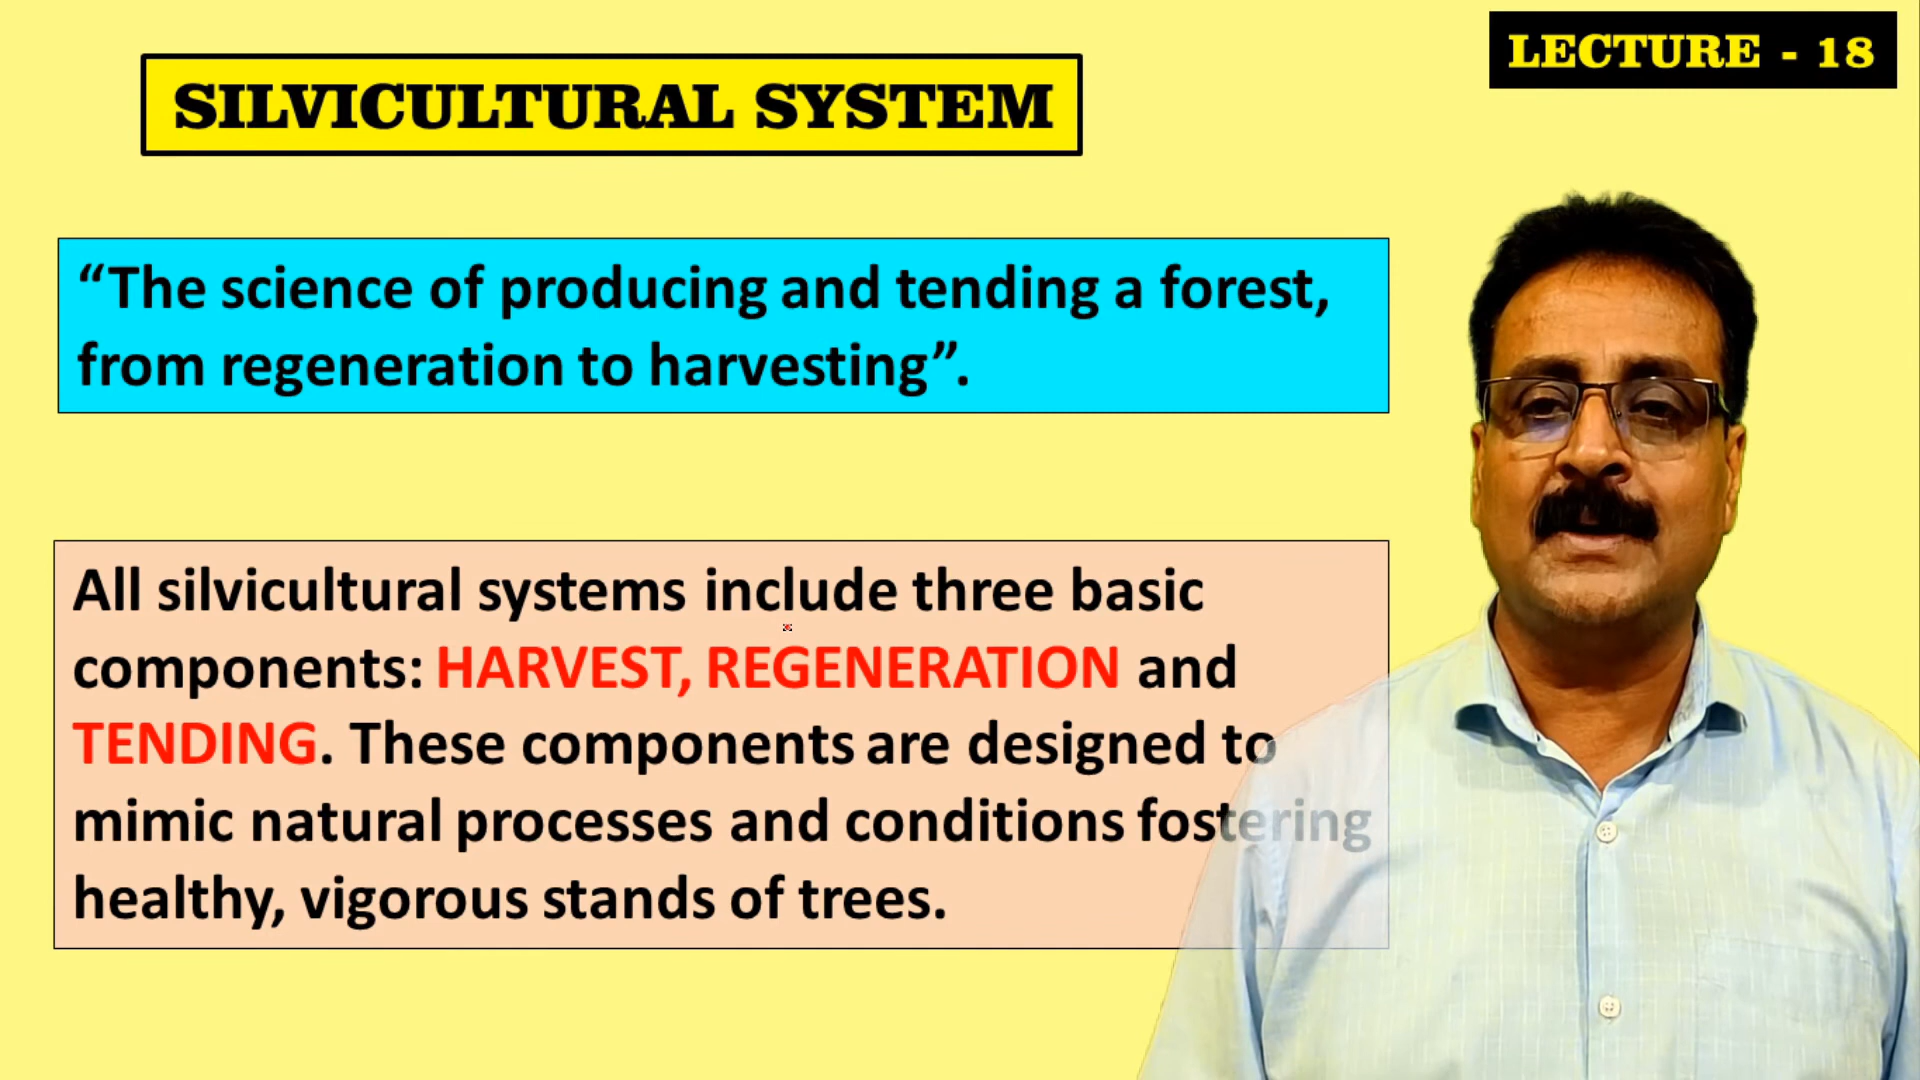 LECTURE - 18
SILVICULTURAL SYSTEM
“The science of producing and tending a forest,
from regeneration to harvesting”.
All silvicultural systems include three basic
components: HARVEST, REGENERATION and
TENDING. These components are designed to
mimic natural processes and conditions fostering
healthy, vigorous stands of trees.